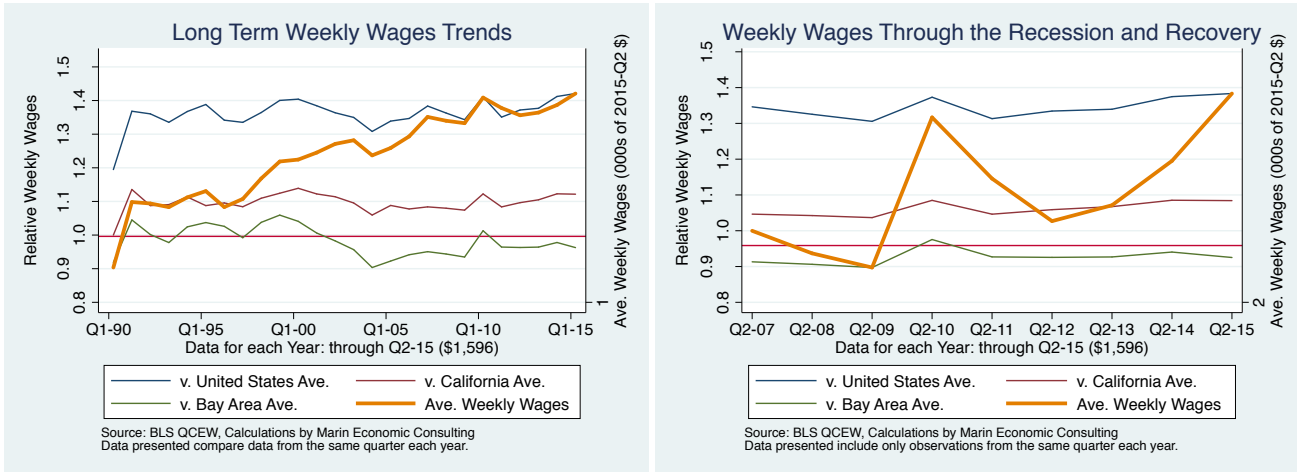 Long Term Weekly Wages Trends
Relative Weekly Wages
1.5
1.4
1.3
1.2
1.1
1.0
0.9
0.8
1
Ave. Weekly Wages (000s of 2015-Q2 $)
Q1-90 Q1-95 Q1-00 Q1-05 Q1-10 Q1-15
Data for each Year: through Q2-15 ($1,596)
v. United States Ave. v. California Ave.
v. Bay Area Ave. Ave. Weekly Wages
Source: BLS QCEW, Calculations by Marin Economic Consulting
Data presented compare data from the same quarter each year.
Weekly Wages Through the Recession and Recovery
Relative Weekly Wages
1.5
1.4
1.3
1.2
1.1
1.0
0.9
0.8
2
Ave. Weekly Wages (000s of 2015-Q2 $)
Q2-07 Q2-08 Q2-09 Q2-10 Q2-11 Q2-12 Q2-13 Q2-14 Q2-15
Data for each Year: through Q2-15 ($1,596)
v. United States Ave. v. California Ave.
v. Bay Area Ave. Ave. Weekly Wages
Source: BLS QCEW, Calculations by Marin Economic Consulting
Data presented include only observations from the same quarter each year.